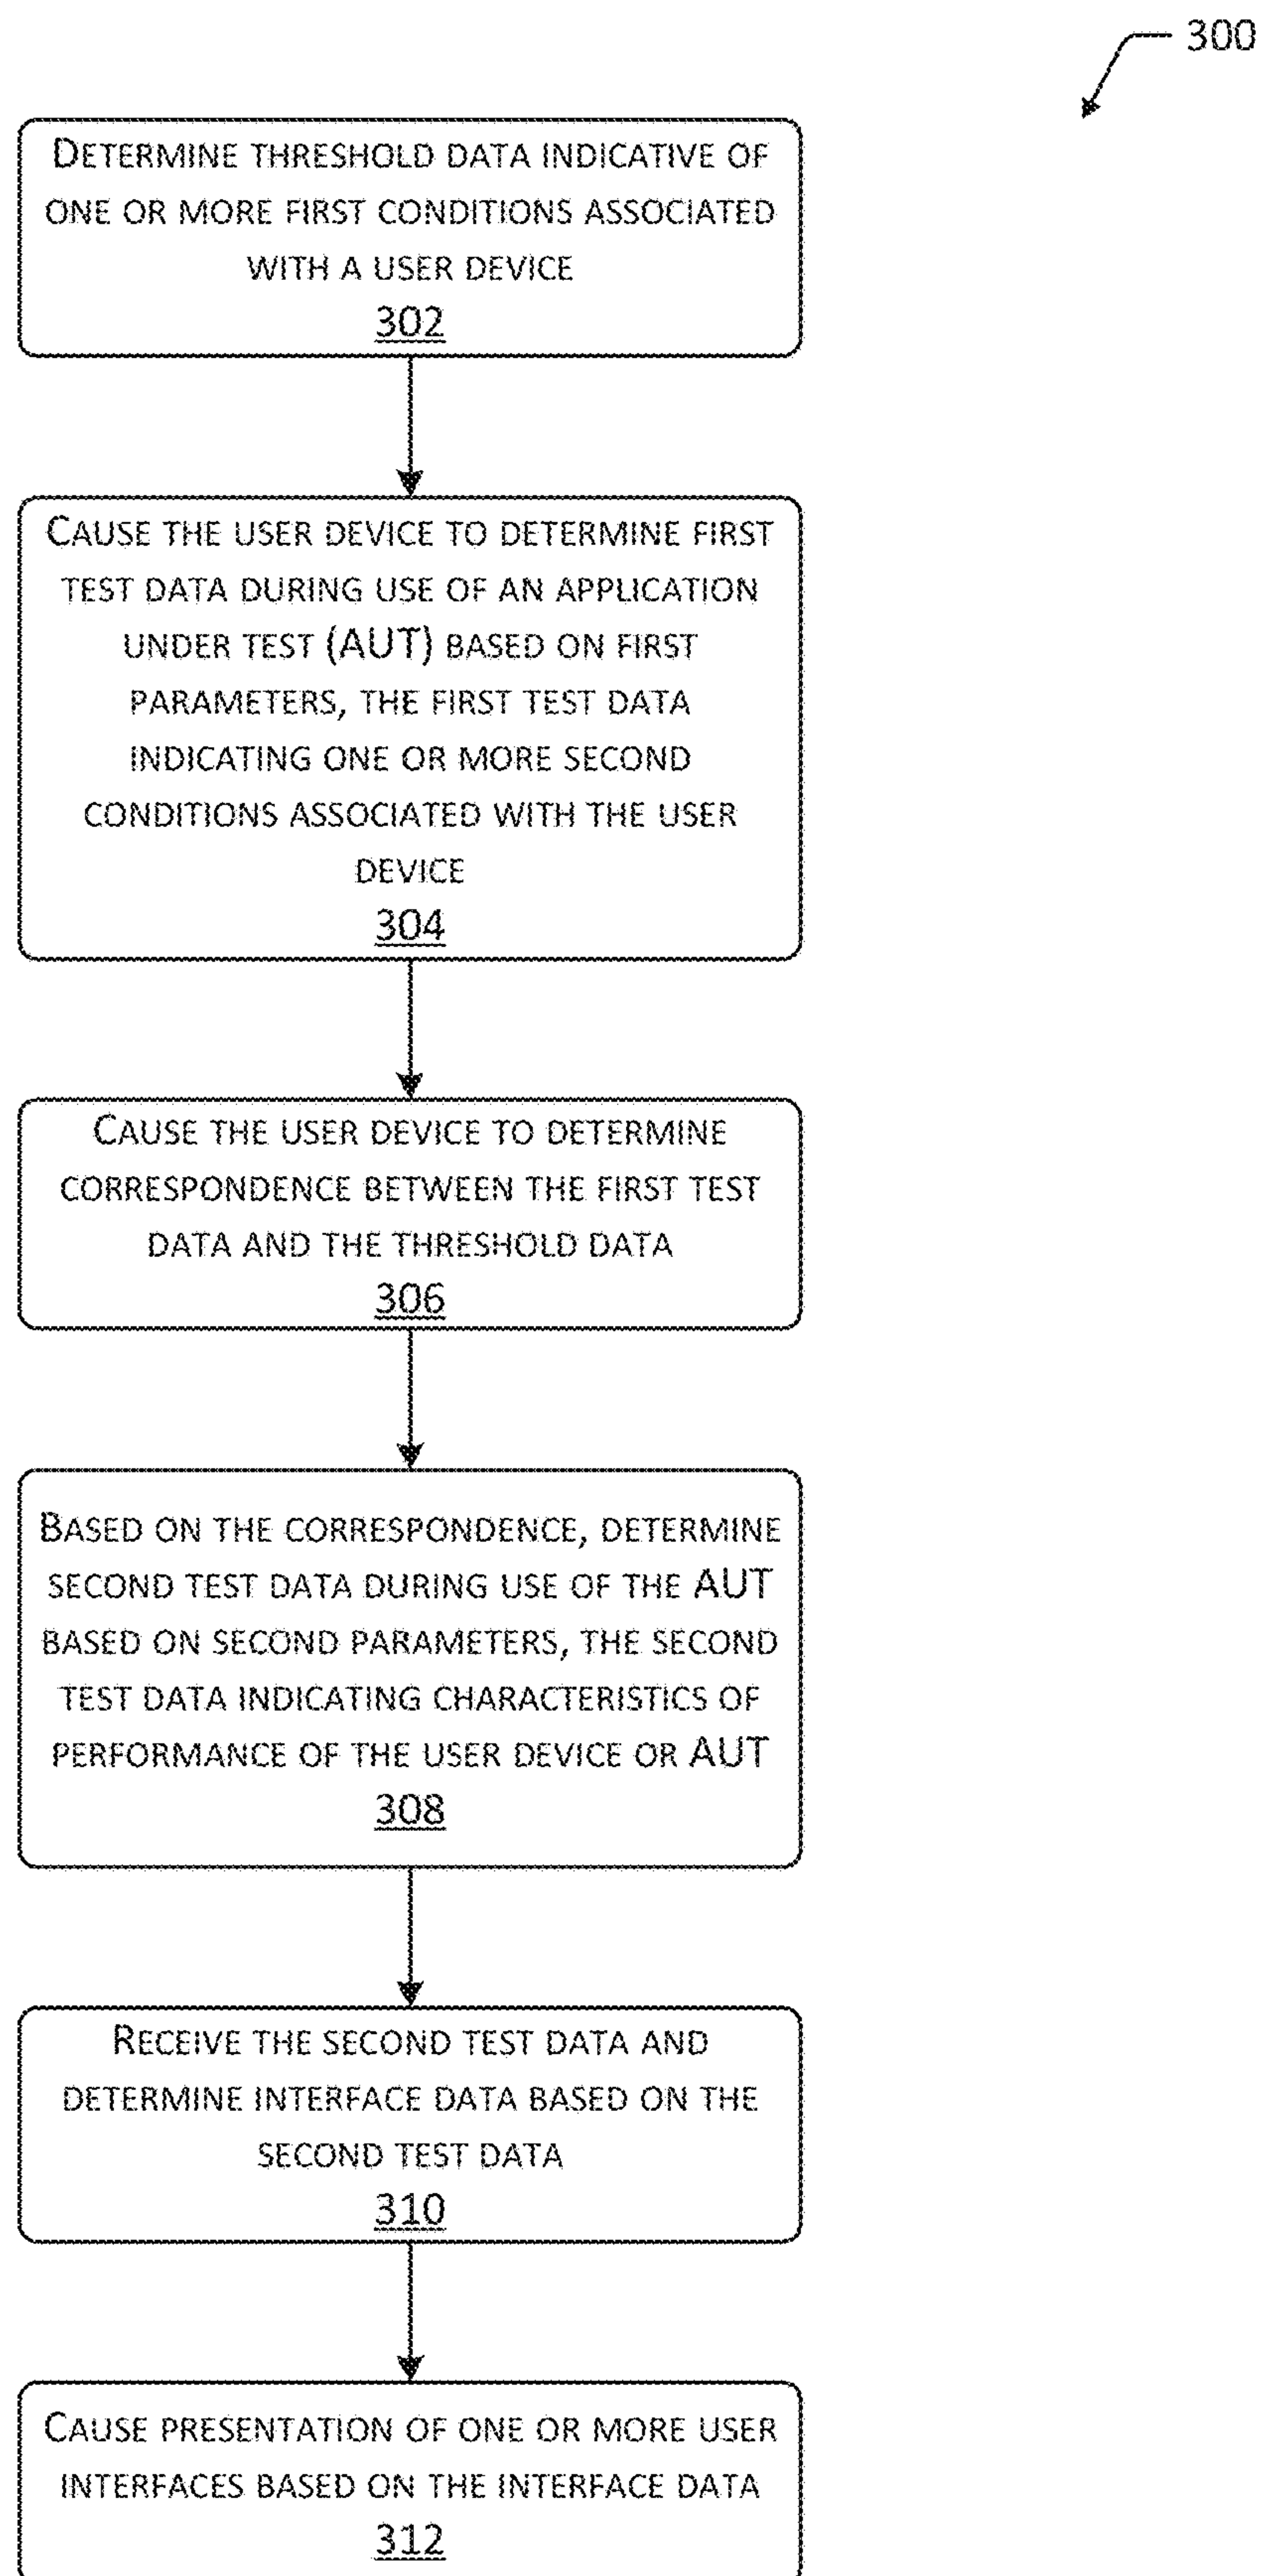 300
DETERMINE THRESHOLD DATA INDICATIVE OF
ONE OR MORE FIRST CONDITIONS ASSOCIATED
WITH A USER DEVICE
302
CAUSE THE USER DEVICE TO DETERMINE FIRST
TEST DATA DURING USE OF AN APPLICATION
UNDER TEST (AUT) BASED ON FIRST
PARAMETERS, THE FIRST TEST DATA
INDICATING ONE OR MORE SECOND
CONDITIONS ASSOCIATED WITH THE USER
DEVICE
304
CAUSE THE USER DEVICE TO DETERMINE
CORRESPONDENCE BETWEEN THE FIRST TEST
DATA AND THE THRESHOLD DATA
306
BASED ON THE CORRESPONDENCE, DETERMINE
SECOND TEST DATA DURING USE OF THE AUT
BASED ON SECOND PARAMETERS, THE SECOND
TEST DATA INDICATING CHARACTERISTICS OF
PERFORMANCE OF THE USER DEVICE OR AUT
308
RECEIVE THE SECOND TEST DATA AND
DETERMINE INTERFACE DATA BASED ON THE
SECOND TEST DATA
310
CAUSE PRESENTATION OF ONE OR MORE USER
INTERFACES BASED ON THE INTERFACE DATA
312